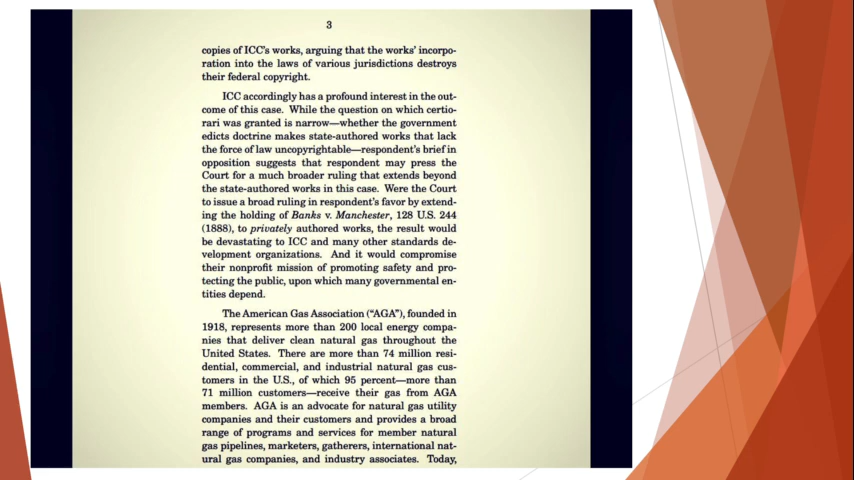 3
copies of ICC's works, arguing that the works' incorpo-
ration into the laws of various jurisdictions destroys
their federal copyright.
ICC accordingly has a profound interest in the out-
come of this case. While the question on which certio-
rari was granted is narrow—whether the government
edicts doctrine makes state-authored works that lack
the force of law uncopyrightable—respondent's brief in
opposition suggests that respondent may press the
Court for a much broader ruling that extends beyond
the state-authored works in this case. Were the Court
to issue a broad ruling in respondent's favor by extend-
ing the holding of Banks v. Manchester, 128 U.S. 244
(1888), to privately authored works, the result would
be devastating to ICC and many other standards de-
velopment organizations. And it would compromise
their nonprofit mission of promoting safety and pro-
tecting the public, upon which many governmental en-
tities depend.
The American Gas Association ("AGA"), founded in
1918, represents more than 200 local energy compa-
nies that deliver clean natural gas throughout the
United States. There are more than 74 million resi-
dential, commercial, and industrial natural gas cus-
tomers in the U.S., of which 95 percent—more than
71 million customers—receive their gas from AGA
members. AGA is an advocate for natural gas utility
companies and their customers and provides a broad
range of programs and services for member natural
gas pipelines, marketers, gatherers, international nat-
ural gas companies, and industry associates. Today,